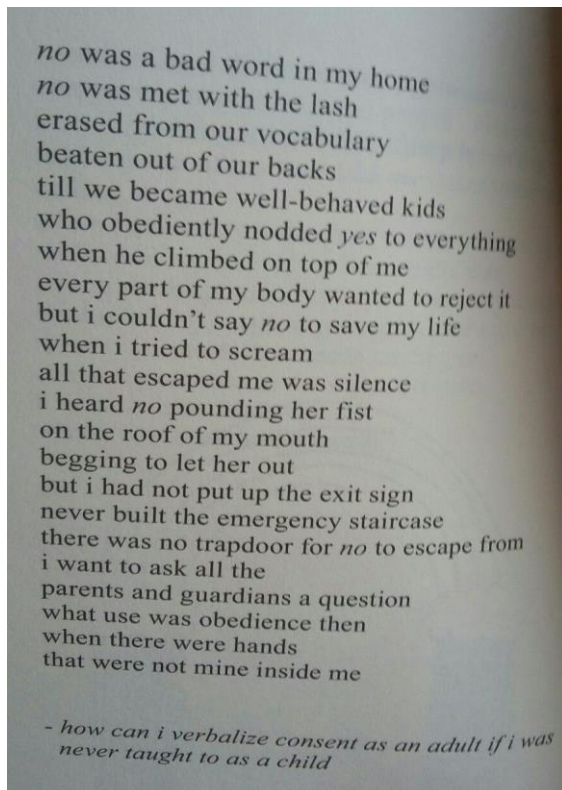 no was a bad word in my home
no was met with the lash
erased from our vocabulary
beaten out of our backs
till we became well-behaved kids
who obediently nodded yes to everything
when he climbed on top of me
every part of my body wanted to reject it
but i couldn't say no to save my life
when i tried to scream
all that escaped me was silence
i heard no pounding her fist
on the roof of my mouth
begging to let her out
but i had not put up the exit sign
never built the emergency staircase
there was no trapdoor for no to escape from
i want to ask all the
parents and guardians a question
what use was obedience then
when there were hands
that were not mine inside me
- how can i verbalize consent as an adult if i was
never taught to as a child